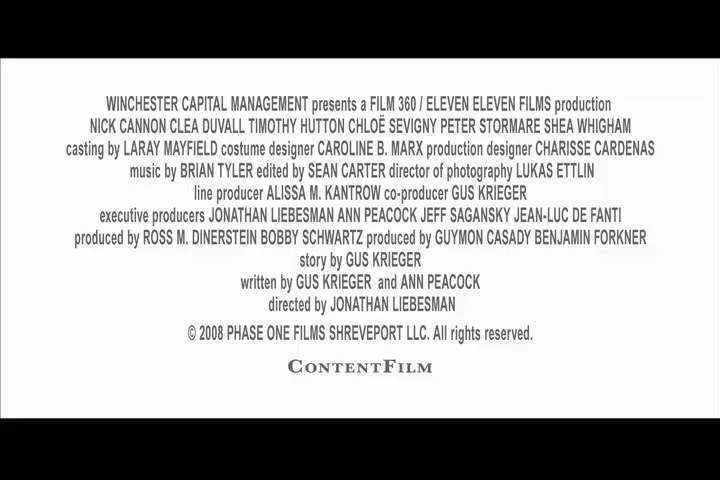 WINCHESTER CAPITAL MANAGEMENT presents a FILM 360 / ELEVEN ELEVEN FILMS production
NICK CANNON CLEA DUVALL TIMOTHY HUTTON CHLOË SEVIGNY PETER STORMARE SHEA WHIGHAM
casting by LARAY MAYFIELD costume designer CAROLINE B. MARX production designer CHARISSE CARDENAS
music by BRIAN TYLER edited by SEAN CARTER director of photography LUKAS ETTLIN
line producer ALISSA M. KANTROW co-producer GUS KRIEGER
executive producers JONATHAN LIEBESMAN ANN PEACOCK JEFF SAGANSKY JEAN-LUC DE FANTI
produced by ROSS M. DINERSTEIN BOBBY SCHWARTZ produced by GUYMON CASADY BENJAMIN FORKNER
story by GUS KRIEGER
written by GUS KRIEGER and ANN PEACOCK
directed by JONATHAN LIEBESMAN
© 2008 PHASE ONE FILMS SHREVEPORT LLC. All rights reserved.
CONTENTFILM